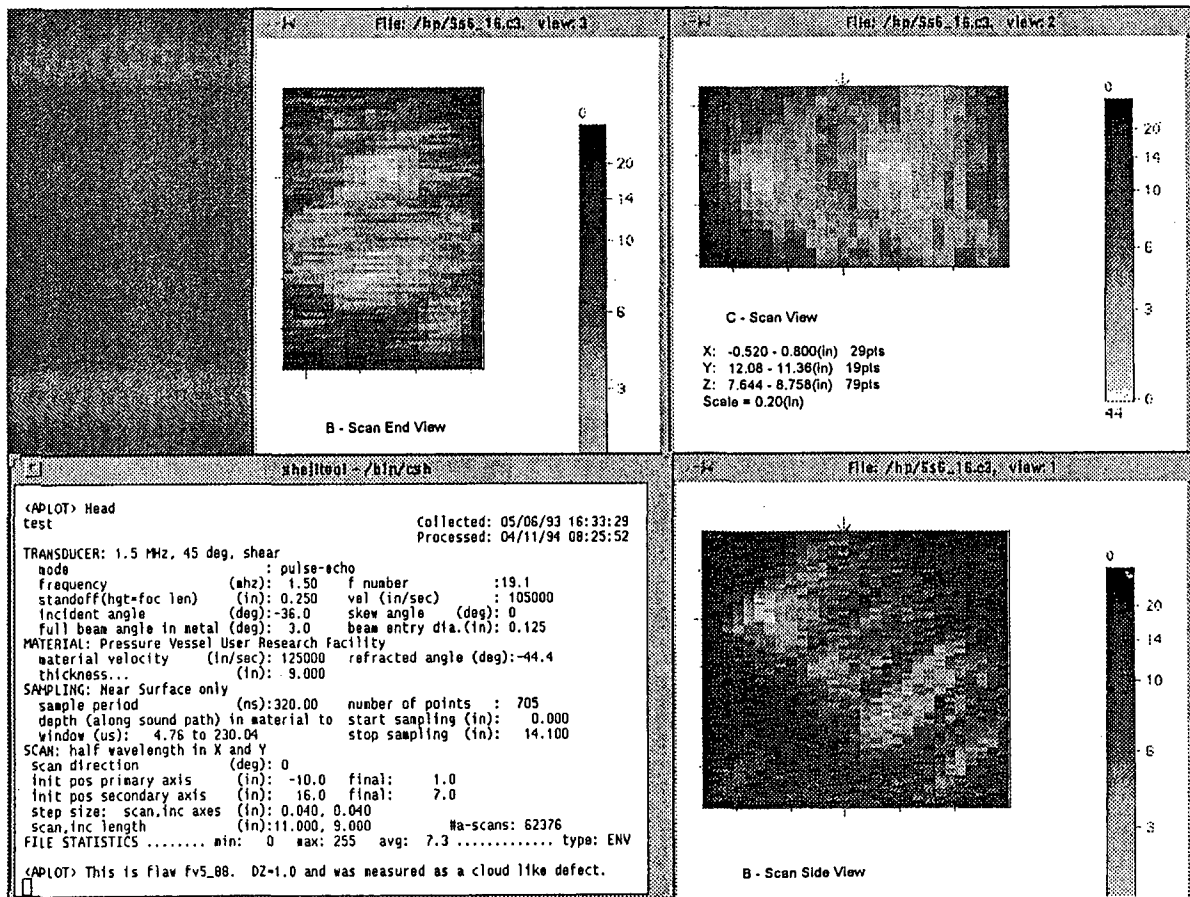 File: /hp/Ss6_16.c3, view:3
0
20
14
10
6
3
B - Scan End View
File: /hp/Ss6_16.c3, view:2
0
20
14
10
6
3
0
44
C - Scan View
X: -0.520 - 0.800(in) 29pts
Y: 12.08 - 11.36(in) 19pts
Z: 7.644 - 8.758(in) 79pts
Scale = 0.20(in)
shelltool - /bin/csh
<APLOT> Head
test Collected: 05/06/93 16:33:29
Processed: 04/11/94 08:25:52
TRANSDUCER: 1.5 MHz, 45 deg, shear
mode : pulse-echo
frequency (mhz): 1.50 f number :19.1
standoff(hgt=foc len) (in): 0.250 vel (in/sec) : 105000
incident angle (deg):-36.0 skew angle (deg): 0
full beam angle in metal (deg): 3.0 beam entry dia.(in): 0.125
MATERIAL: Pressure Vessel User Research Facility
material velocity (in/sec): 125000 refracted angle (deg):-44.4
thickness... (in): 9.000
SAMPLING: Near Surface only
sample period (ns):320.00 number of points : 705
depth (along sound path) in material to start sampling (in): 0.000
window (us): 4.76 to 230.04 stop sampling (in): 14.100
SCAN: half wavelength in X and Y
scan direction (deg): 0
init pos primary axis (in): -10.0 final: 1.0
init pos secondary axis (in): 16.0 final: 7.0
step size: scan,inc axes (in): 0.040, 0.040
scan,inc length (in):11.000, 9.000 #a-scans: 62376
FILE STATISTICS ........ min: 0 max: 255 avg: 7.3 ............. type: ENV
<APLOT> This is flaw fv5_88. DZ=1.0 and was measured as a cloud like defect.
File: /hp/Ss6_16.c3, view:1
0
20
14
10
6
3
B - Scan Side View